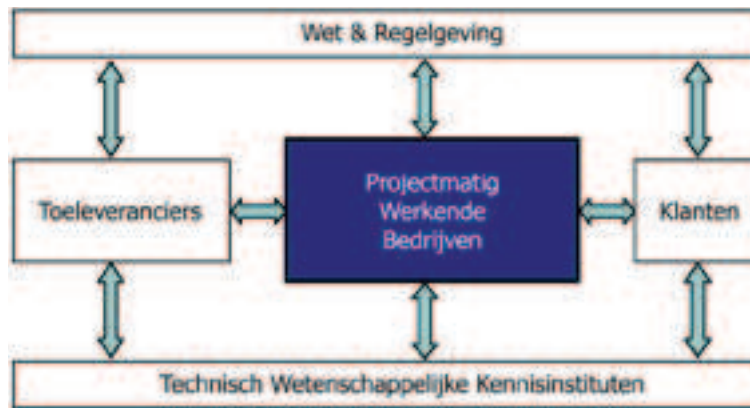 Wet & Regelgeving
Toeleveranciers
Projectmatig
Werkende
Bedrijven
Klanten
Technisch Wetenschappelijke Kennisinstituten